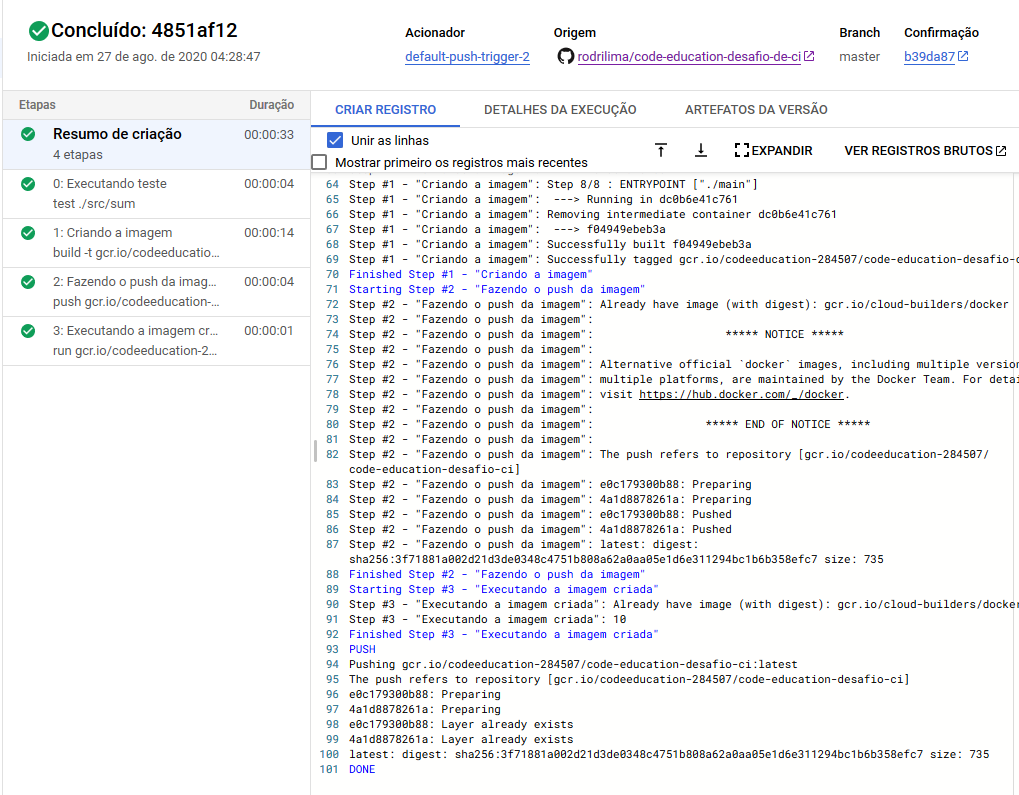 Concluído: 4851af12
Iniciada em 27 de ago. de 2020 04:28:47
Acionador
default-push-trigger-2
Origem
rodrilima/code-education-desafio-de-ci
Branch
master
Confirmação
b39da87
Etapas Duração
Resumo de criação 00:00:33
4 etapas
0: Executando teste 00:00:04
test ./src/sum
1: Criando a imagem 00:00:14
build -t gcr.io/codeeducatio...
2: Fazendo o push da imag... 00:00:04
push gcr.io/codeeducation-...
3: Executando a imagem cr... 00:00:01
run gcr.io/codeeducation-2...
CRIAR REGISTRO DETALHES DA EXECUÇÃO ARTEFATOS DA VERSÃO
Unir as linhas
Mostrar primeiro os registros mais recentes
EXPANDIR VER REGISTROS BRUTOS
64 Step #1 - "Criando a imagem": Step 8/8 : ENTRYPOINT ["./main"]
65 Step #1 - "Criando a imagem":  ---> Running in dc0b6e41c761
66 Step #1 - "Criando a imagem": Removing intermediate container dc0b6e41c761
67 Step #1 - "Criando a imagem":  ---> f04949ebeb3a
68 Step #1 - "Criando a imagem": Successfully built f04949ebeb3a
69 Step #1 - "Criando a imagem": Successfully tagged gcr.io/codeeducation-284507/code-education-desafio-c
70 Finished Step #1 - "Criando a imagem"
71 Starting Step #2 - "Fazendo o push da imagem"
72 Step #2 - "Fazendo o push da imagem": Already have image (with digest): gcr.io/cloud-builders/docker
73 Step #2 - "Fazendo o push da imagem":
74 Step #2 - "Fazendo o push da imagem": ***** NOTICE *****
75 Step #2 - "Fazendo o push da imagem":
76 Step #2 - "Fazendo o push da imagem": Alternative official `docker` images, including multiple version
77 Step #2 - "Fazendo o push da imagem": multiple platforms, are maintained by the Docker Team. For detai
78 Step #2 - "Fazendo o push da imagem": visit https://hub.docker.com/_/docker.
79 Step #2 - "Fazendo o push da imagem":
80 Step #2 - "Fazendo o push da imagem": ***** END OF NOTICE *****
81 Step #2 - "Fazendo o push da imagem":
82 Step #2 - "Fazendo o push da imagem": The push refers to repository [gcr.io/codeeducation-284507/
code-education-desafio-ci]
83 Step #2 - "Fazendo o push da imagem": e0c179300b88: Preparing
84 Step #2 - "Fazendo o push da imagem": 4a1d8878261a: Preparing
85 Step #2 - "Fazendo o push da imagem": e0c179300b88: Pushed
86 Step #2 - "Fazendo o push da imagem": 4a1d8878261a: Pushed
87 Step #2 - "Fazendo o push da imagem": latest: digest:
sha256:3f71881a002d21d3de0348c4751b808a62a0aa05e1d6e311294bc1b6b358efc7 size: 735
88 Finished Step #2 - "Fazendo o push da imagem"
89 Starting Step #3 - "Executando a imagem criada"
90 Step #3 - "Executando a imagem criada": Already have image (with digest): gcr.io/cloud-builders/docker
91 Step #3 - "Executando a imagem criada": 10
92 Finished Step #3 - "Executando a imagem criada"
93 PUSH
94 Pushing gcr.io/codeeducation-284507/code-education-desafio-ci:latest
95 The push refers to repository [gcr.io/codeeducation-284507/code-education-desafio-ci]
96 e0c179300b88: Preparing
97 4a1d8878261a: Preparing
98 e0c179300b88: Layer already exists
99 4a1d8878261a: Layer already exists
100 latest: digest: sha256:3f71881a002d21d3de0348c4751b808a62a0aa05e1d6e311294bc1b6b358efc7 size: 735
101 DONE